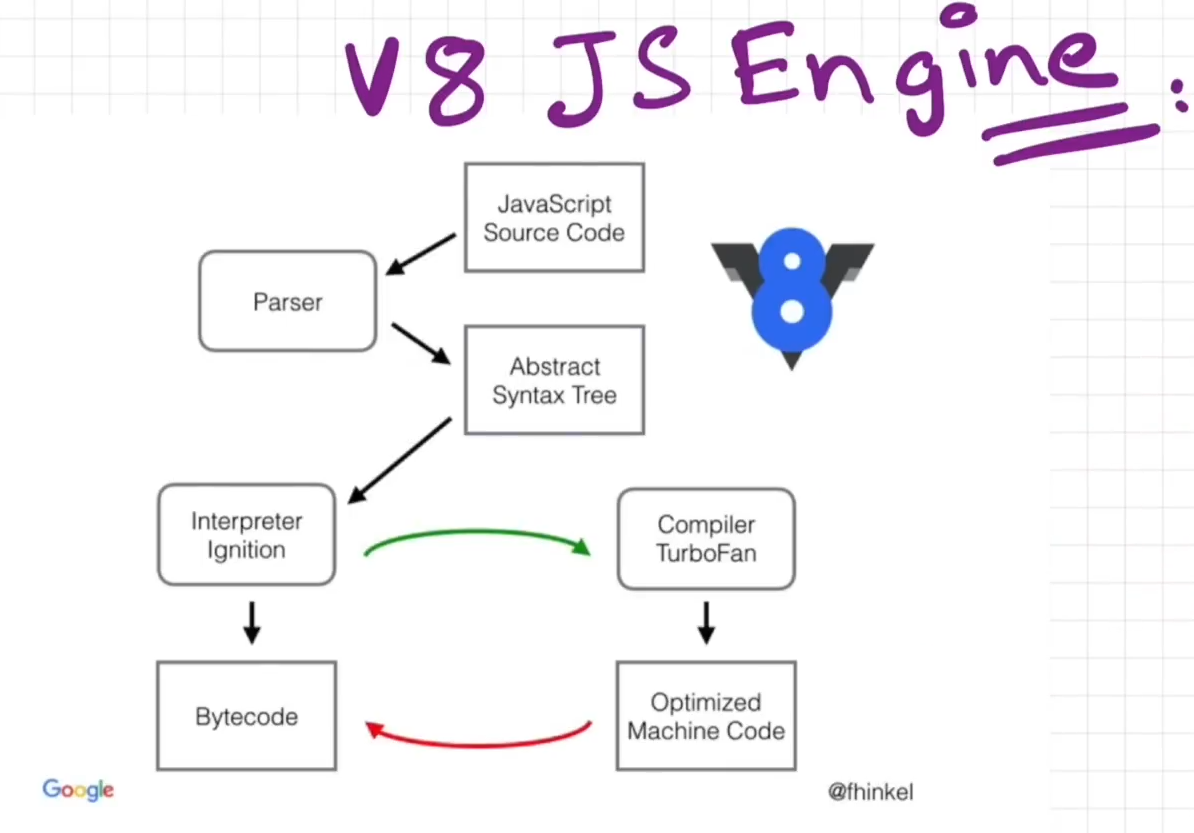 V8 JS Engine :
JavaScript
Source Code
Parser
Abstract
Syntax Tree
Interpreter
Ignition
Compiler
TurboFan
Bytecode
Optimized
Machine Code
Google
@fhinkel